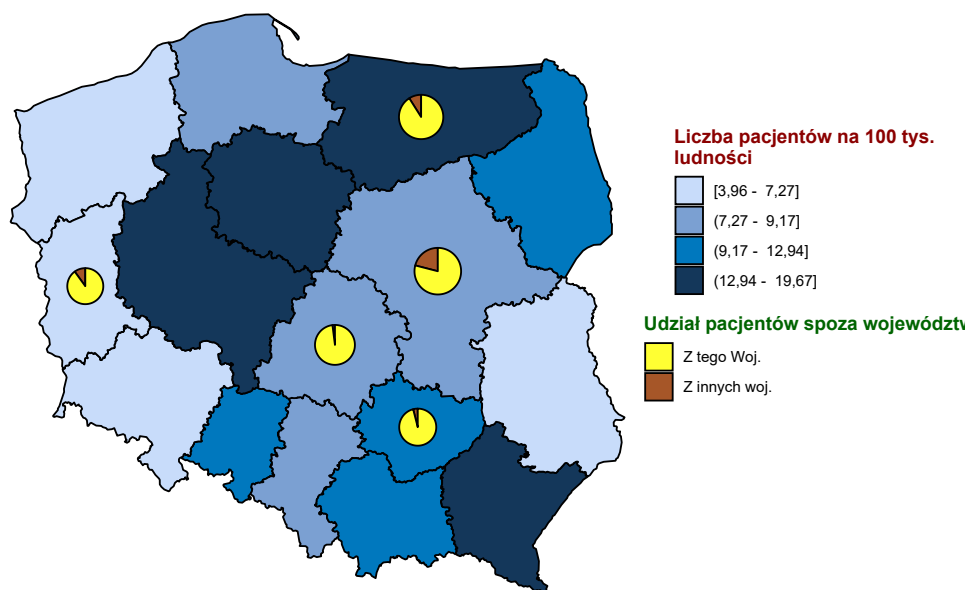 Liczba pacjentów na 100 tys.
ludności
[3,96 - 7,27]
(7,27 - 9,17]
(9,17 - 12,94]
(12,94 - 19,67]
Udział pacjentów spoza województw
Z tego Woj.
Z innych woj.